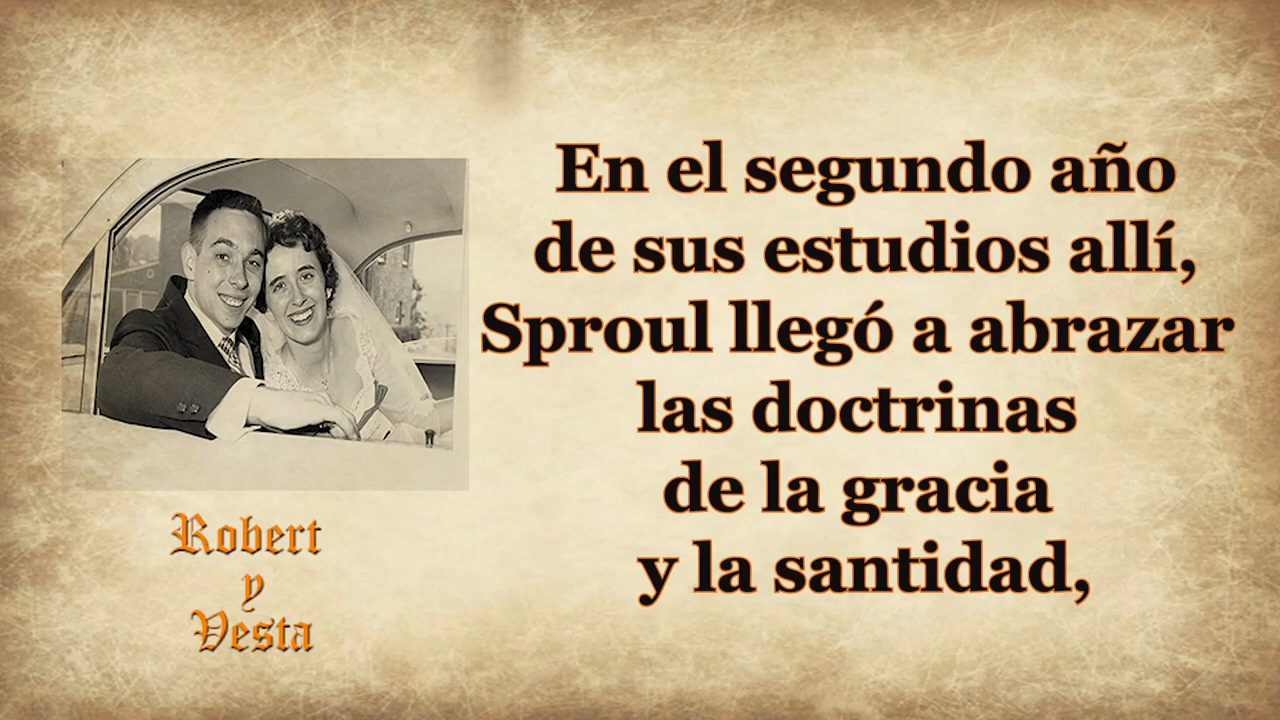 En el segundo año
de sus estudios allí,
Sproul llegó a abrazar
las doctrinas
de la gracia
y la santidad,
Robert
y
Vesta